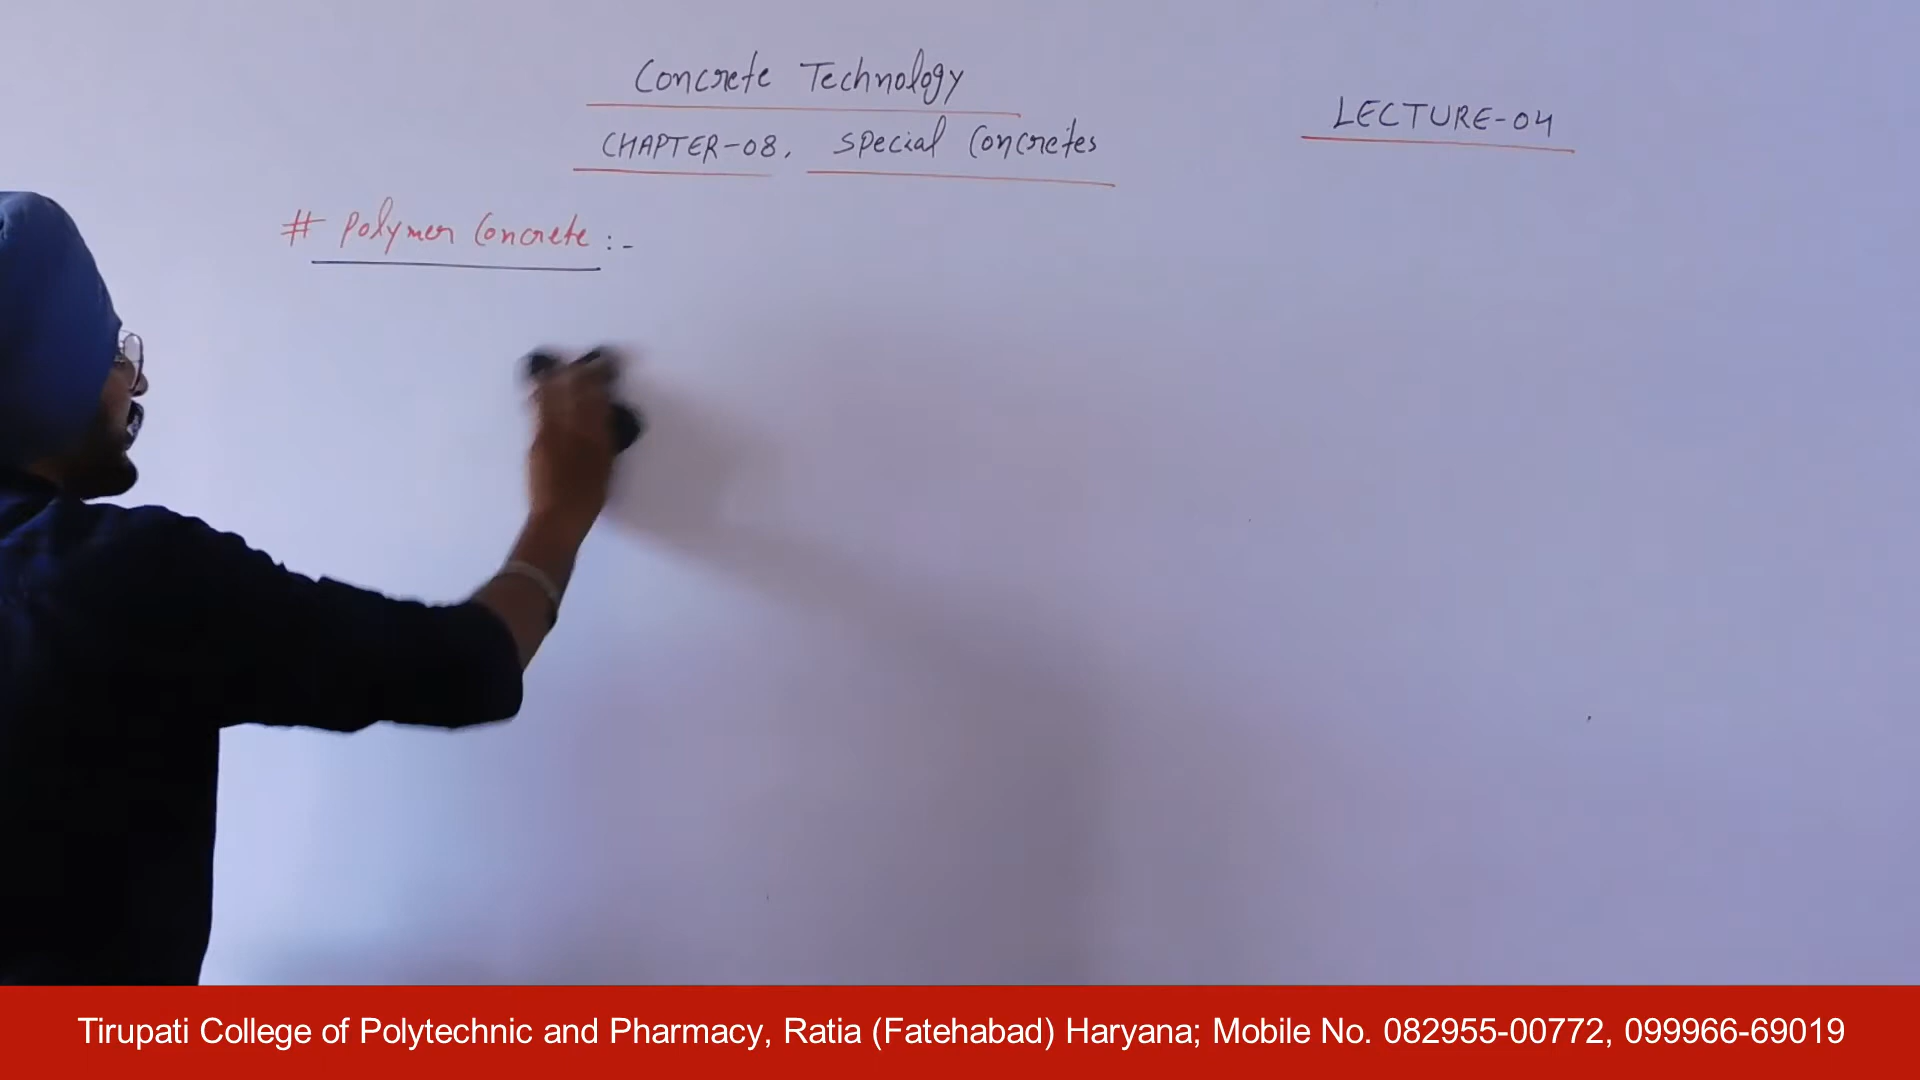 Concrete Technology
CHAPTER-08. Special Concretes
LECTURE-04
# Polymer Concrete :-
Tirupati College of Polytechnic and Pharmacy, Ratia (Fatehabad) Haryana; Mobile No. 082955-00772, 099966-69019